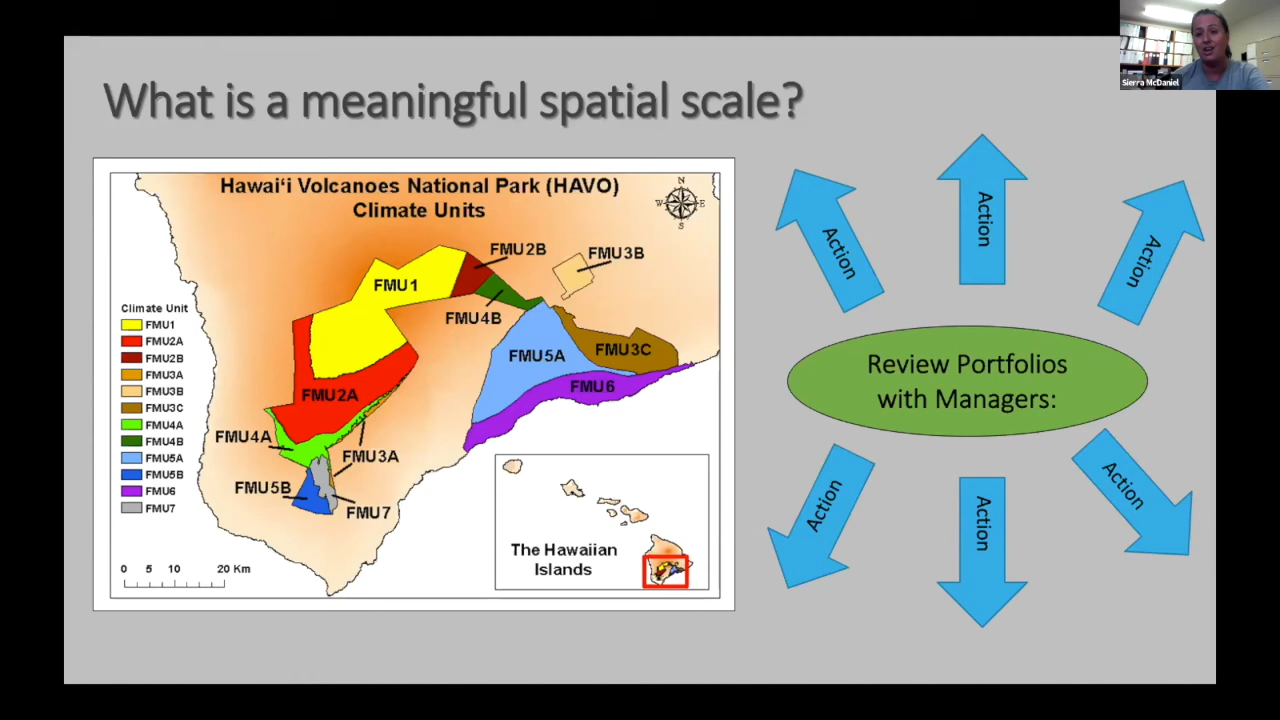 What is a meaningful spatial scale?
Sierra McDaniel
Hawai‘i Volcanoes National Park (HAVO)
Climate Units
N
W E
S
FMU2B
FMU3B
FMU1
FMU4B
FMU5A
FMU3C
FMU6
FMU2A
FMU4A
FMU3A
FMU5B
FMU7
Climate Unit
FMU1
FMU2A
FMU2B
FMU3A
FMU3B
FMU3C
FMU4A
FMU4B
FMU5A
FMU5B
FMU6
FMU7
0 5 10 20 Km
The Hawaiian
Islands
Action
Action
Action
Review Portfolios
with Managers:
Action
Action
Action